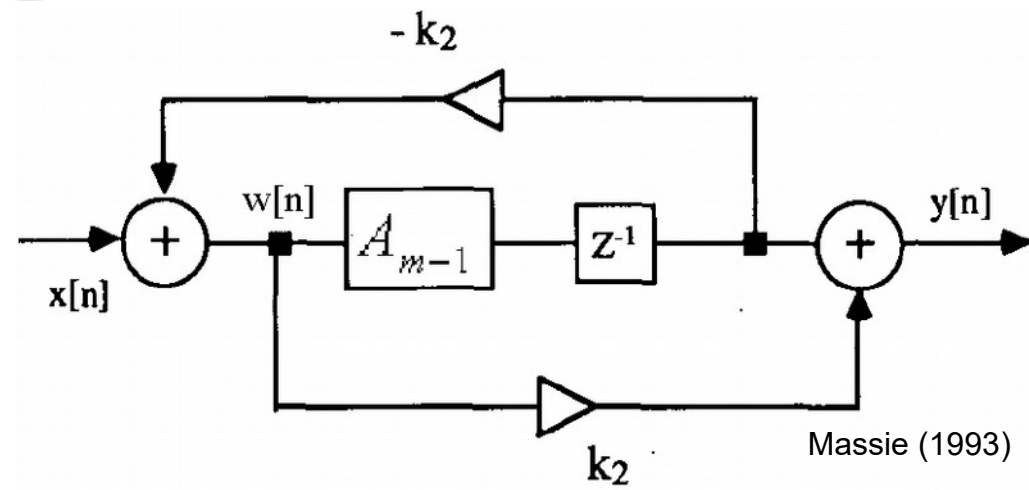 - k₂
w[n]
y[n]
+
Aₘ₋₁
Z⁻¹
+
x[n]
k₂
Massie (1993)